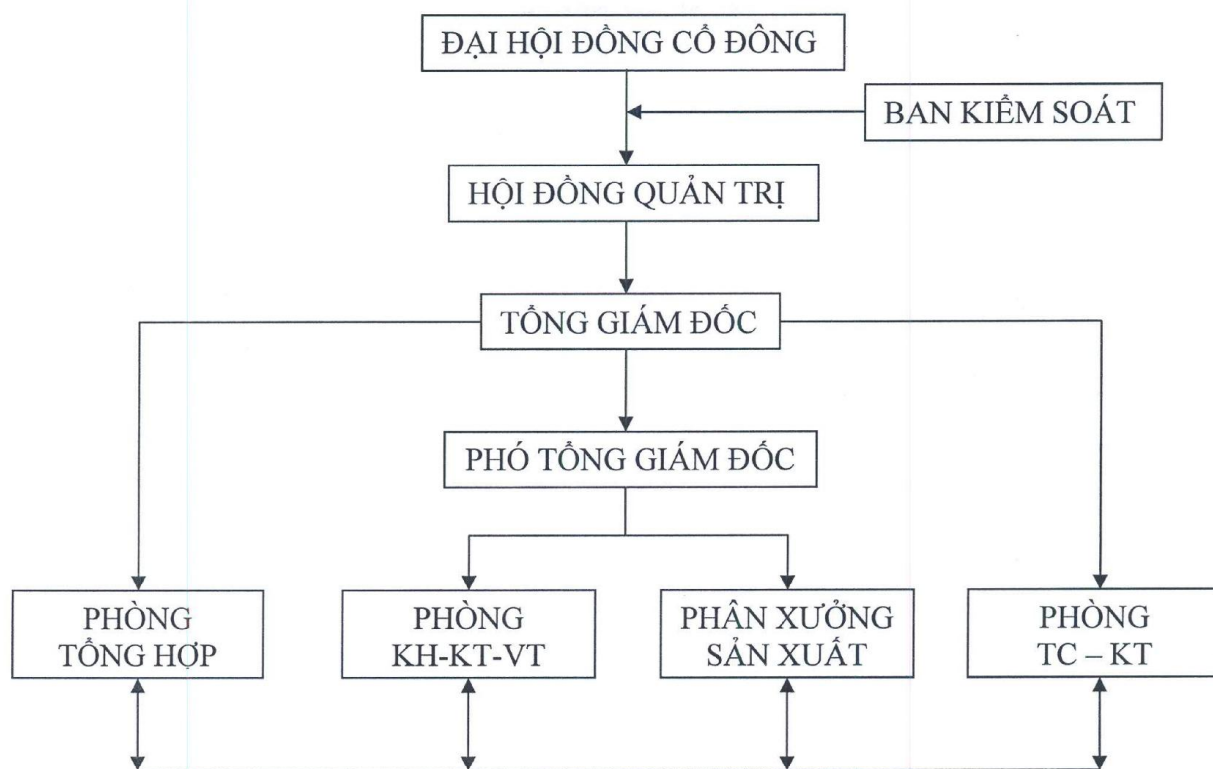 ĐẠI HỘI ĐỒNG CỔ ĐÔNG
BAN KIỂM SOÁT
HỘI ĐỒNG QUẢN TRỊ
TỔNG GIÁM ĐỐC
PHÓ TỔNG GIÁM ĐỐC
PHÒNG
TỔNG HỢP
PHÒNG
KH-KT-VT
PHÂN XƯỞNG
SẢN XUẤT
PHÒNG
TC – KT